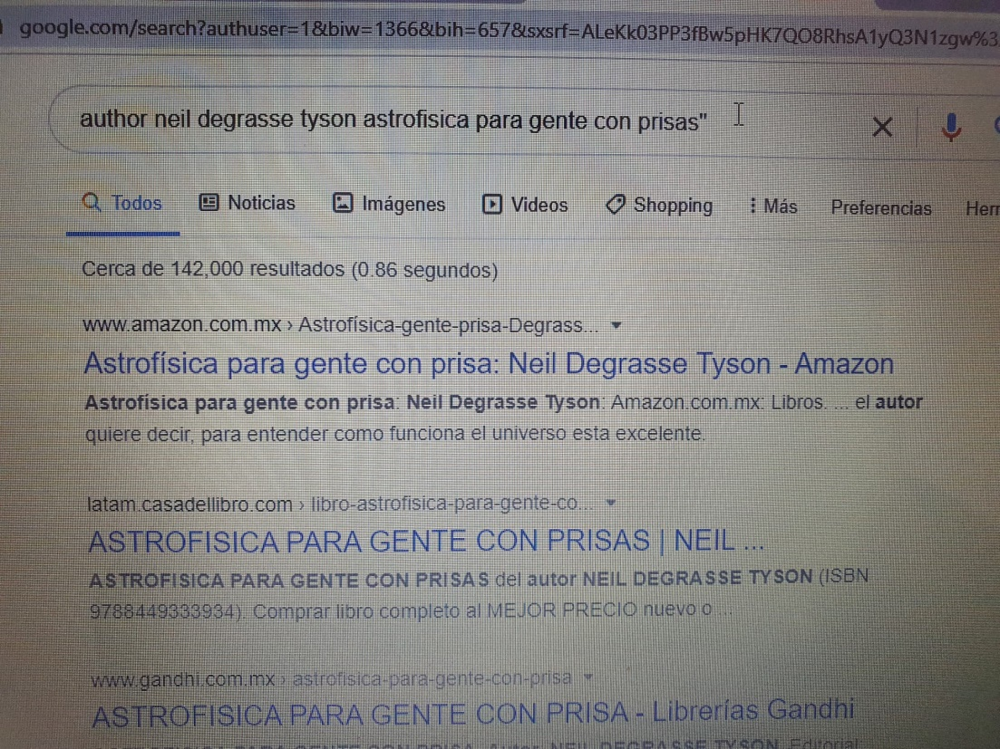 google.com/search?authuser=1&biw=1366&bih=657&sxsrf=ALeKk03PP3fBw5pHK7QO8RhsA1yQ3N1zgw%3
author neil degrasse tyson astrofisica para gente con prisas"
Todos Noticias Imágenes Videos Shopping Más Preferencias Herr
Cerca de 142,000 resultados (0.86 segundos)
www.amazon.com.mx › Astrofísica-gente-prisa-Degrass...
Astrofísica para gente con prisa: Neil Degrasse Tyson - Amazon
Astrofísica para gente con prisa: Neil Degrasse Tyson: Amazon.com.mx: Libros. ... el autor
quiere decir, para entender como funciona el universo esta excelente.
latam.casadellibro.com › libro-astrofisica-para-gente-co...
ASTROFISICA PARA GENTE CON PRISAS | NEIL ...
ASTROFISICA PARA GENTE CON PRISAS del autor NEIL DEGRASSE TYSON (ISBN
9788449333934). Comprar libro completo al MEJOR PRECIO nuevo o ...
www.gandhi.com.mx › astrofisica-para-gente-con-prisa
ASTROFISICA PARA GENTE CON PRISA - Librerías Gandhi
ASTROFISICA PARA GENTE CON PRISA. Autor: NEIL DEGRASSE TYSON. Editorial